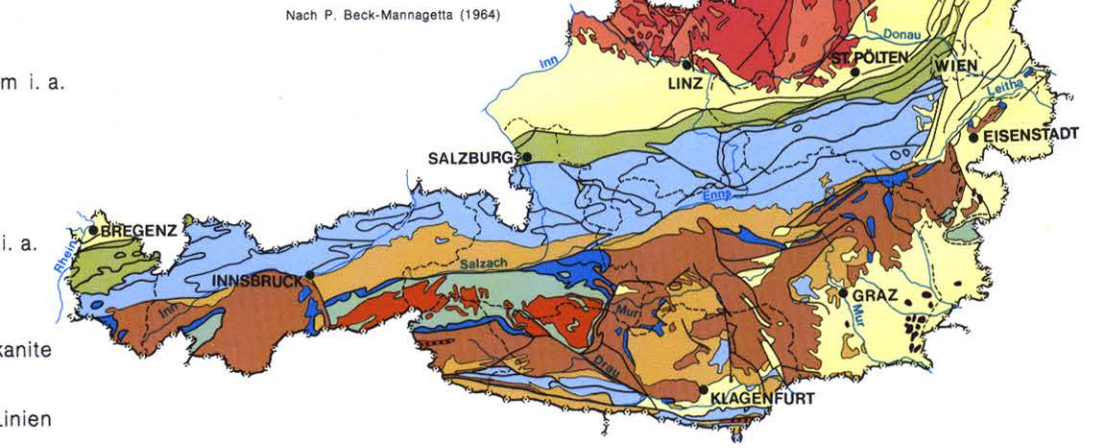 Nach P. Beck-Mannagetta (1964)
m i. a.
i. a.
kanite
Linien
Inn
LINZ
Donau
ST. PÖLTEN
WIEN
Leitha
EISENSTADT
SALZBURG
Enns
BREGENZ
Rhein
INNSBRUCK
Inn
Salzach
Mur
GRAZ
Mur
Drau
KLAGENFURT